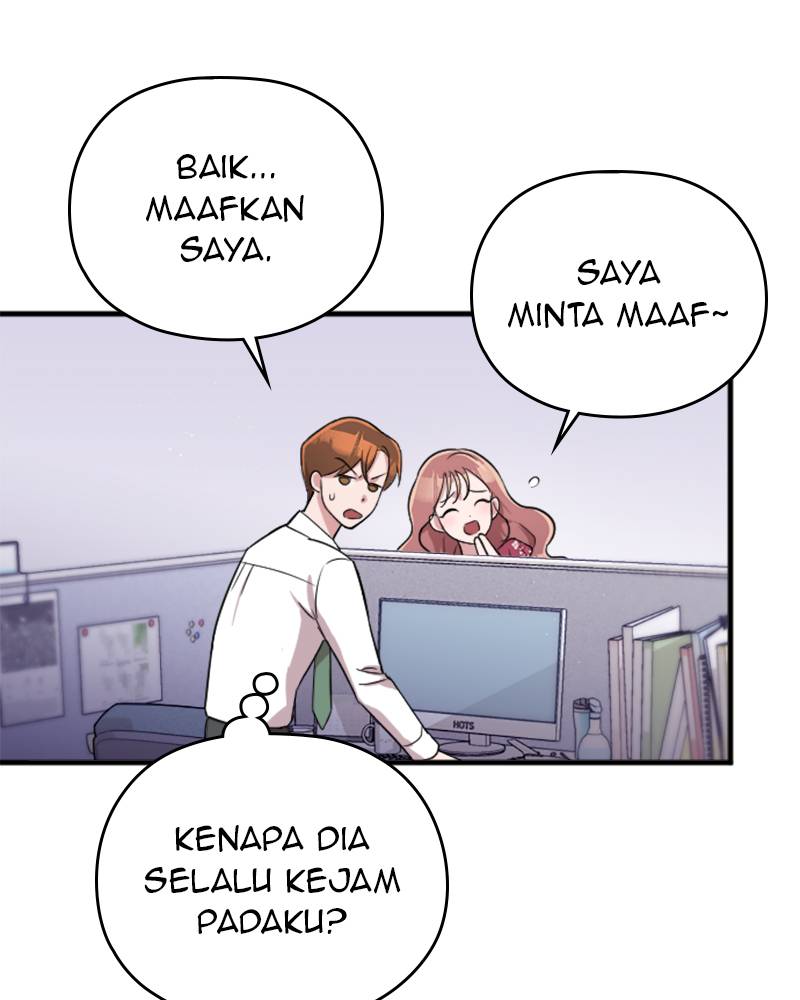 BAIK...
MAAFKAN
SAYA.
SAYA
MINTA MAAF~
HOTS
KENAPA DIA
SELALU KEJAM
PADAKU?